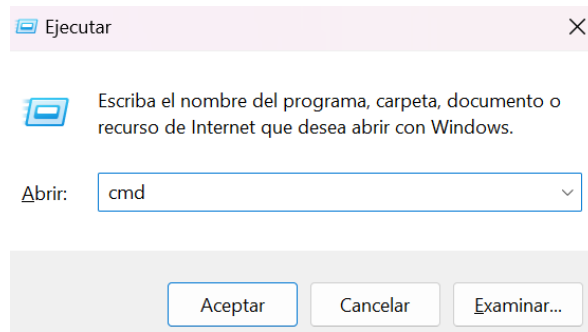 Ejecutar
Escriba el nombre del programa, carpeta, documento o
recurso de Internet que desea abrir con Windows.
Abrir: cmd
Aceptar Cancelar Examinar...